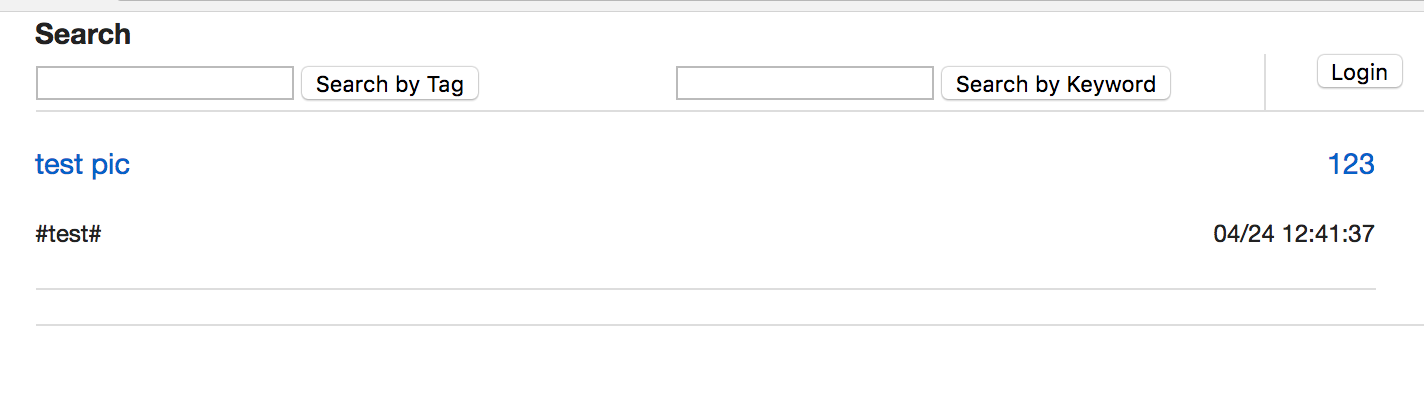 Search
Search by Tag Search by Keyword Login
test pic 123
#test# 04/24 12:41:37